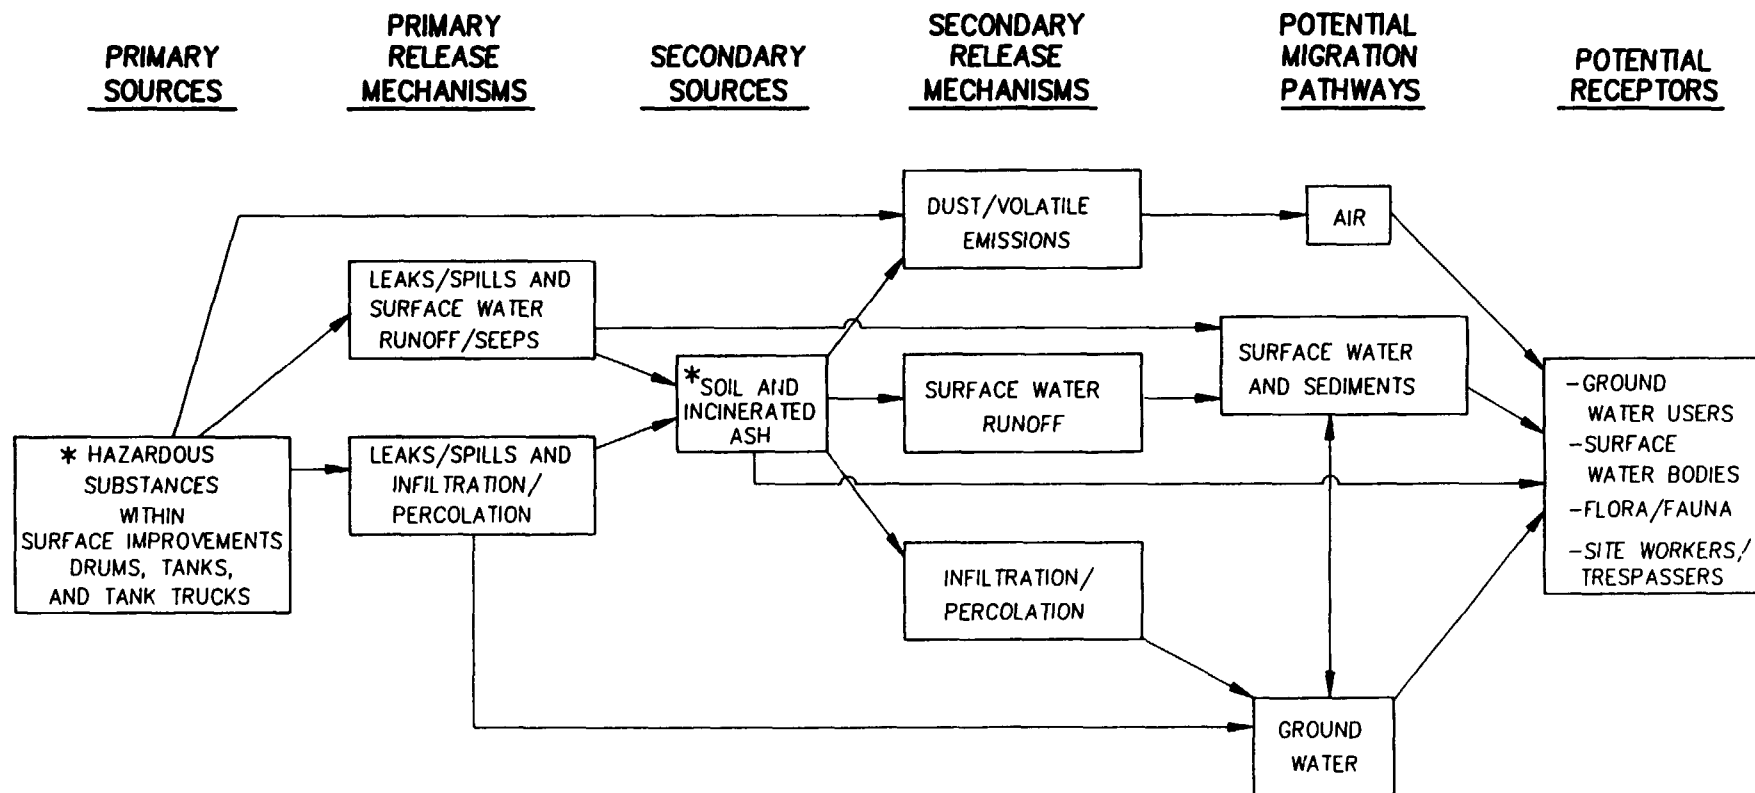 PRIMARY
SOURCES
PRIMARY
RELEASE
MECHANISMS
SECONDARY
SOURCES
SECONDARY
RELEASE
MECHANISMS
POTENTIAL
MIGRATION
PATHWAYS
POTENTIAL
RECEPTORS
* HAZARDOUS
SUBSTANCES
WITHIN
SURFACE IMPROVEMENTS
DRUMS, TANKS,
AND TANK TRUCKS
LEAKS/SPILLS AND
SURFACE WATER
RUNOFF/SEEPS
LEAKS/SPILLS AND
INFILTRATION/
PERCOLATION
*SOIL AND
INCINERATED
ASH
DUST/VOLATILE
EMISSIONS
SURFACE WATER
RUNOFF
INFILTRATION/
PERCOLATION
AIR
SURFACE WATER
AND SEDIMENTS
GROUND
WATER
-GROUND
WATER USERS
-SURFACE
WATER BODIES
-FLORA/FAUNA
-SITE WORKERS/
TRESPASSERS